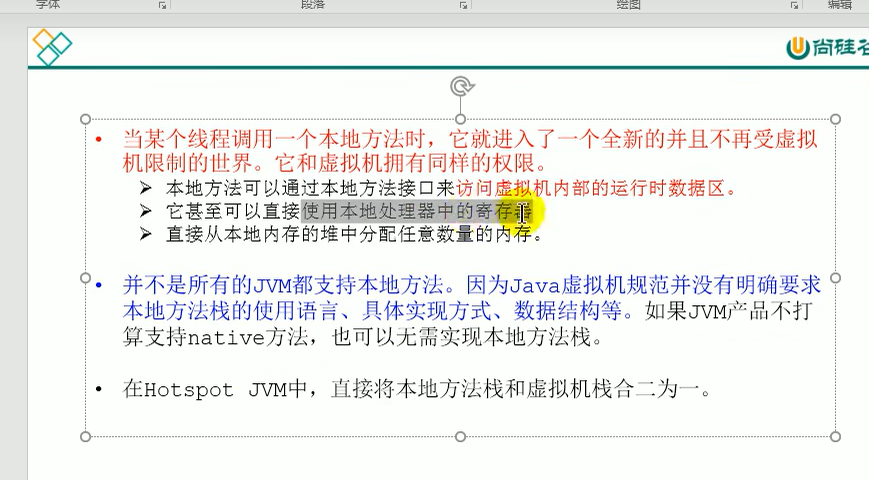 字体 段落 绘图 编辑
尚硅谷
• 当某个线程调用一个本地方法时，它就进入了一个全新的并且不再受虚拟
机限制的世界。它和虚拟机拥有同样的权限。
➢ 本地方法可以通过本地方法接口来访问虚拟机内部的运行时数据区。
➢ 它甚至可以直接使用本地处理器中的寄存器
➢ 直接从本地内存的堆中分配任意数量的内存。
• 并不是所有的JVM都支持本地方法。因为Java虚拟机规范并没有明确要求
本地方法栈的使用语言、具体实现方式、数据结构等。如果JVM产品不打
算支持native方法，也可以无需实现本地方法栈。
• 在Hotspot JVM中，直接将本地方法栈和虚拟机栈合二为一。